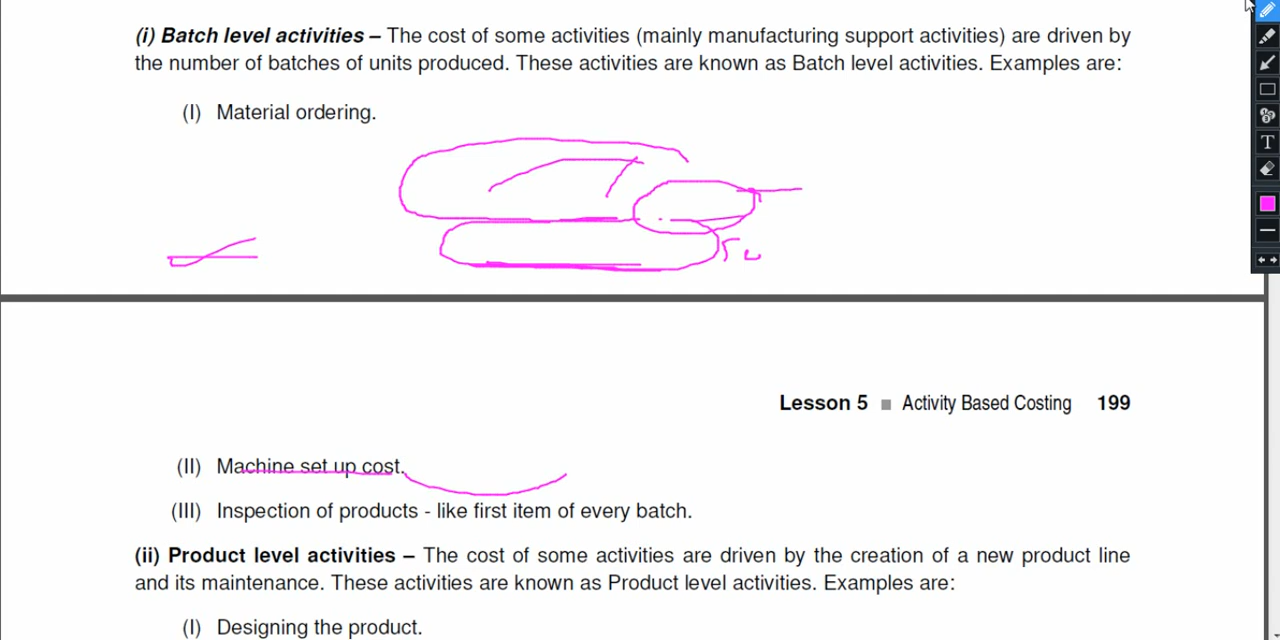 (i) Batch level activities – The cost of some activities (mainly manufacturing support activities) are driven by
the number of batches of units produced. These activities are known as Batch level activities. Examples are:
(I) Material ordering.
Lesson 5 ■ Activity Based Costing 199
(II) Machine set up cost.
(III) Inspection of products - like first item of every batch.
(ii) Product level activities – The cost of some activities are driven by the creation of a new product line
and its maintenance. These activities are known as Product level activities. Examples are:
(I) Designing the product.